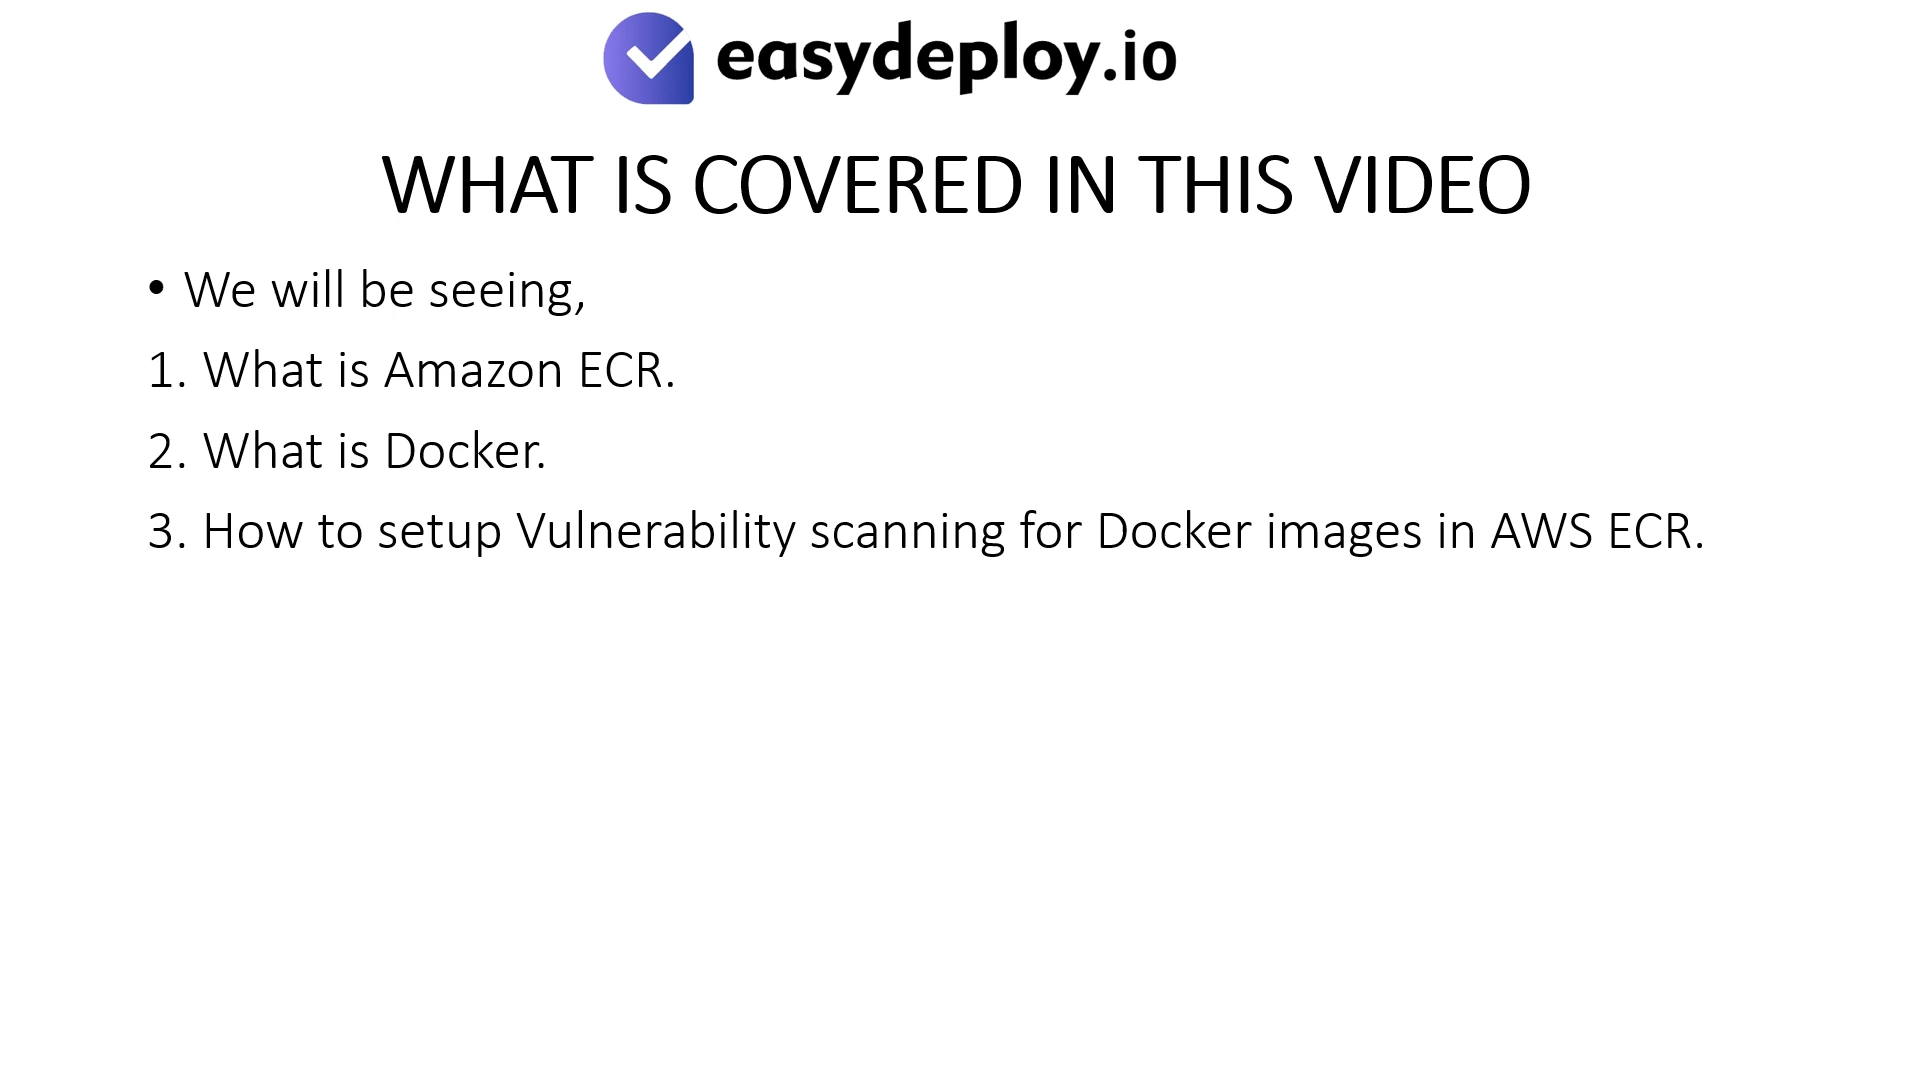 easydeploy.io
WHAT IS COVERED IN THIS VIDEO
• We will be seeing,
1. What is Amazon ECR.
2. What is Docker.
3. How to setup Vulnerability scanning for Docker images in AWS ECR.